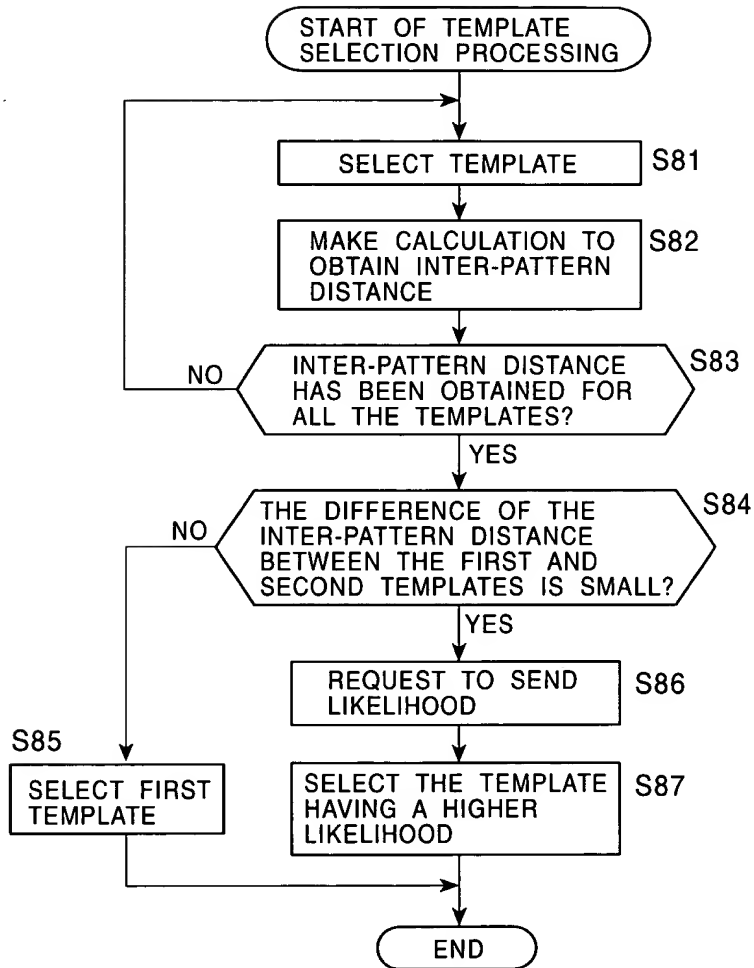 START OF TEMPLATE
SELECTION PROCESSING
SELECT TEMPLATE
S81
MAKE CALCULATION TO
OBTAIN INTER-PATTERN
DISTANCE
S82
INTER-PATTERN DISTANCE
HAS BEEN OBTAINED FOR
ALL THE TEMPLATES?
S83
NO
YES
THE DIFFERENCE OF THE
INTER-PATTERN DISTANCE
BETWEEN THE FIRST AND
SECOND TEMPLATES IS SMALL?
S84
NO
YES
REQUEST TO SEND
LIKELIHOOD
S86
S85
SELECT FIRST
TEMPLATE
SELECT THE TEMPLATE
HAVING A HIGHER
LIKELIHOOD
S87
END